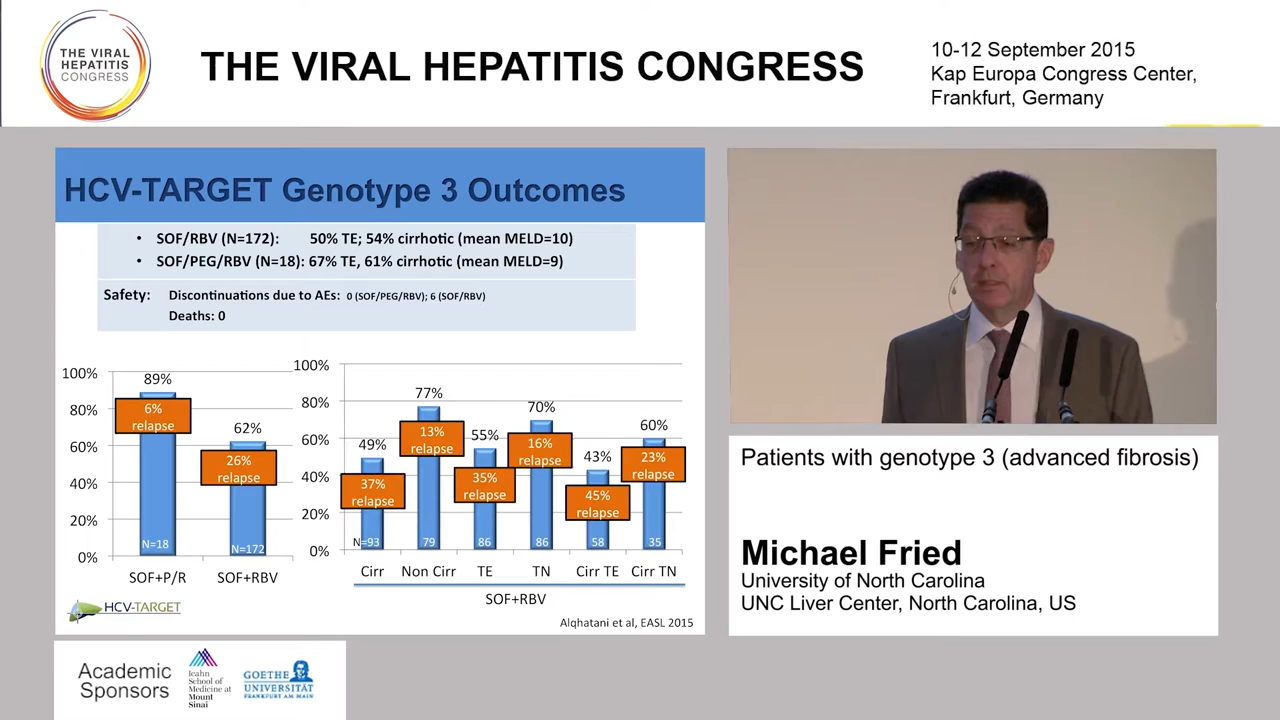 THE VIRAL
HEPATITIS
CONGRESS
THE VIRAL HEPATITIS CONGRESS
10-12 September 2015
Kap Europa Congress Center,
Frankfurt, Germany
HCV-TARGET Genotype 3 Outcomes
• SOF/RBV (N=172): 50% TE; 54% cirrhotic (mean MELD=10)
• SOF/PEG/RBV (N=18): 67% TE, 61% cirrhotic (mean MELD=9)
Safety: Discontinuations due to AEs: 0 (SOF/PEG/RBV); 6 (SOF/RBV)
Deaths: 0
100%
80%
60%
40%
20%
0%
89%
6%
relapse
N=18
SOF+P/R
62%
26%
relapse
N=172
SOF+RBV
100%
80%
60%
40%
20%
0%
49%
37%
relapse
N=93
Cirr
77%
13%
relapse
79
Non Cirr
55%
35%
relapse
86
TE
70%
16%
relapse
86
TN
43%
45%
relapse
58
Cirr TE
60%
23%
relapse
35
Cirr TN
SOF+RBV
HCV-TARGET
Alqhatani et al, EASL 2015
Patients with genotype 3 (advanced fibrosis)
Michael Fried
University of North Carolina
UNC Liver Center, North Carolina, US
Academic
Sponsors
Icahn
School of
Medicine at
Mount
Sinai
GOETHE
UNIVERSITÄT
FRANKFURT AM MAIN